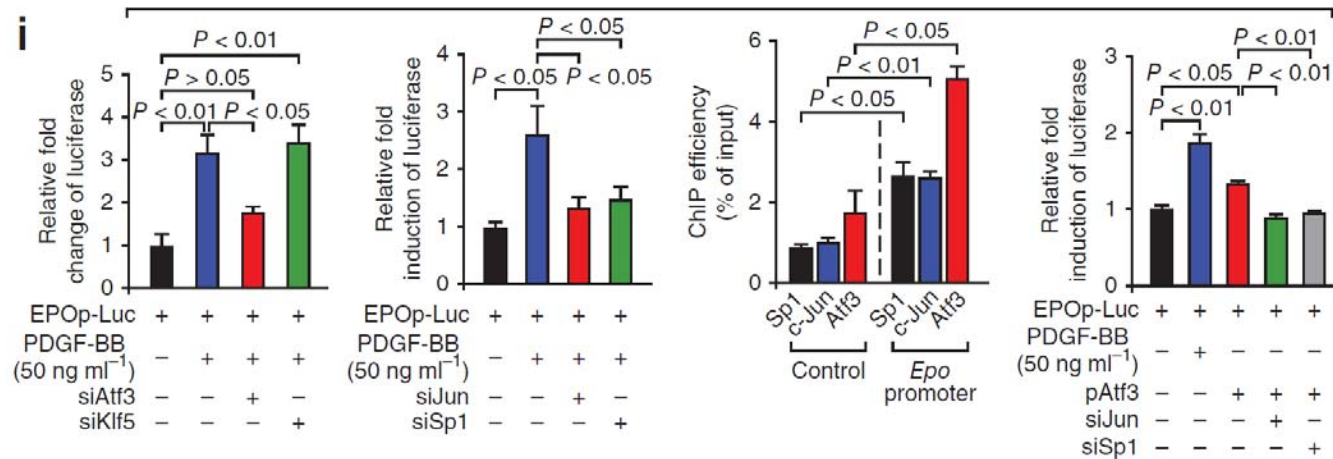 i
P < 0.01
P > 0.05
P < 0.01 P < 0.05
Relative fold
change of luciferase
5
4
3
2
1
0
EPOp-Luc + + + +
PDGF-BB
(50 ng ml⁻¹) – + + +
siAtf3 – – + –
siKlf5 – – – +
P < 0.05
P < 0.05 P < 0.05
Relative fold
induction of luciferase
4
3
2
1
0
EPOp-Luc + + + +
PDGF-BB
(50 ng ml⁻¹) – + + +
siJun – – + –
siSp1 – – – +
P < 0.05
P < 0.01
P < 0.05
ChIP efficiency
(% of input)
6
4
2
0
Sp1
c-Jun
Atf3
Sp1
c-Jun
Atf3
Control
Epo
promoter
P < 0.01
P < 0.05 P < 0.01
P < 0.01
Relative fold
induction of luciferase
3
2
1
0
EPOp-Luc + + + + +
PDGF-BB
(50 ng ml⁻¹) – + – – –
pAtf3 – – + + +
siJun – – – + –
siSp1 – – – – +